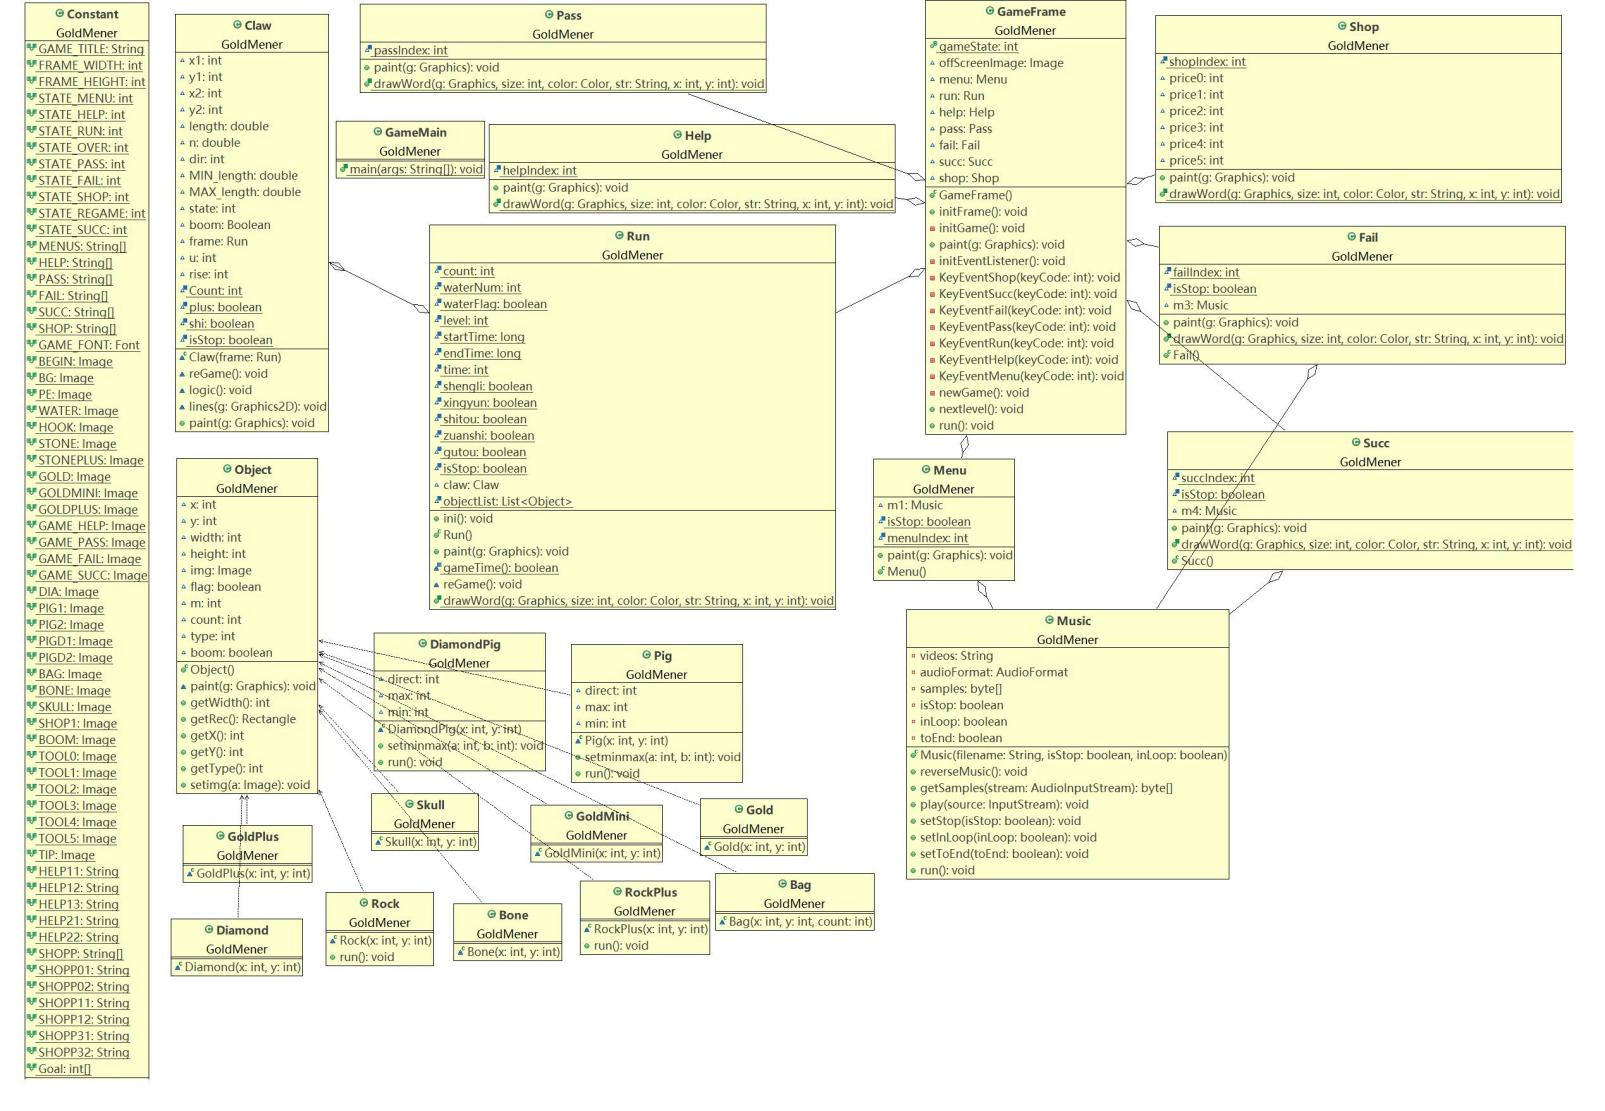 Constant
GoldMener
GAME_TITLE: String
FRAME_WIDTH: int
FRAME_HEIGHT: int
STATE_MENU: int
STATE_HELP: int
STATE_RUN: int
STATE_OVER: int
STATE_PASS: int
STATE_FAIL: int
STATE_SHOP: int
STATE_REGAME: int
STATE_SUCC: int
MENUS: String[]
HELP: String[]
PASS: String[]
FAIL: String[]
SUCC: String[]
SHOP: String[]
GAME_FONT: Font
BEGIN: Image
BG: Image
PE: Image
WATER: Image
HOOK: Image
STONE: Image
STONEPLUS: Image
GOLD: Image
GOLDMINI: Image
GOLDPLUS: Image
GAME_HELP: Image
GAME_PASS: Image
GAME_FAIL: Image
GAME_SUCC: Image
DIA: Image
PIG1: Image
PIG2: Image
PIGD1: Image
PIGD2: Image
BAG: Image
BONE: Image
SKULL: Image
SHOP1: Image
BOOM: Image
TOOL0: Image
TOOL1: Image
TOOL2: Image
TOOL3: Image
TOOL4: Image
TOOL5: Image
TIP: Image
HELP11: String
HELP12: String
HELP13: String
HELP21: String
HELP22: String
SHOPP: String[]
SHOPP01: String
SHOPP02: String
SHOPP11: String
SHOPP12: String
SHOPP31: String
SHOPP32: String
Goal: int[]
Claw
GoldMener
x1: int
y1: int
x2: int
y2: int
length: double
n: double
dir: int
MIN_length: double
MAX_length: double
state: int
boom: Boolean
frame: Run
u: int
rise: int
Count: int
plus: boolean
shi: boolean
isStop: boolean
Claw(frame: Run)
reGame(): void
logic(): void
lines(g: Graphics2D): void
paint(g: Graphics): void
Pass
GoldMener
passIndex: int
paint(g: Graphics): void
drawWord(g: Graphics, size: int, color: Color, str: String, x: int, y: int): void
GameMain
GoldMener
main(args: String[]): void
Help
GoldMener
helpIndex: int
paint(g: Graphics): void
drawWord(g: Graphics, size: int, color: Color, str: String, x: int, y: int): void
Run
GoldMener
count: int
waterNum: int
waterFlag: boolean
level: int
startTime: long
endTime: long
time: int
shengli: boolean
xingyun: boolean
shitou: boolean
zuanshi: boolean
gutou: boolean
isStop: boolean
claw: Claw
objectList: List<Object>
ini(): void
Run()
paint(g: Graphics): void
gameTime(): boolean
reGame(): void
drawWord(g: Graphics, size: int, color: Color, str: String, x: int, y: int): void
GameFrame
GoldMener
gameState: int
offScreenImage: Image
menu: Menu
run: Run
help: Help
pass: Pass
fail: Fail
succ: Succ
shop: Shop
GameFrame()
initFrame(): void
initGame(): void
paint(g: Graphics): void
initEventListener(): void
KeyEventShop(keyCode: int): void
KeyEventSucc(keyCode: int): void
KeyEventFail(keyCode: int): void
KeyEventPass(keyCode: int): void
KeyEventRun(keyCode: int): void
KeyEventHelp(keyCode: int): void
KeyEventMenu(keyCode: int): void
newGame(): void
nextlevel(): void
run(): void
Shop
GoldMener
shopIndex: int
price0: int
price1: int
price2: int
price3: int
price4: int
price5: int
paint(g: Graphics): void
drawWord(g: Graphics, size: int, color: Color, str: String, x: int, y: int): void
Fail
GoldMener
failIndex: int
isStop: boolean
m3: Music
paint(g: Graphics): void
drawWord(g: Graphics, size: int, color: Color, str: String, x: int, y: int): void
Fail()
Succ
GoldMener
succIndex: int
isStop: boolean
m4: Music
paint(g: Graphics): void
drawWord(g: Graphics, size: int, color: Color, str: String, x: int, y: int): void
Succ()
Menu
GoldMener
m1: Music
isStop: boolean
menuIndex: int
paint(g: Graphics): void
Menu()
Music
GoldMener
videos: String
audioFormat: AudioFormat
samples: byte[]
isStop: boolean
inLoop: boolean
toEnd: boolean
Music(filename: String, isStop: boolean, inLoop: boolean)
reverseMusic(): void
getSamples(stream: AudioInputStream): byte[]
play(source: InputStream): void
setStop(isStop: boolean): void
setInLoop(inLoop: boolean): void
setToEnd(toEnd: boolean): void
run(): void
Object
GoldMener
x: int
y: int
width: int
height: int
img: Image
flag: boolean
m: int
count: int
type: int
boom: boolean
Object()
paint(g: Graphics): void
getWidth(): int
getRec(): Rectangle
getX(): int
getY(): int
getType(): int
setimg(a: Image): void
DiamondPig
GoldMener
direct: int
max: int
min: int
DiamondPig(x: int, y: int)
setminmax(a: int, b: int): void
run(): void
Pig
GoldMener
direct: int
max: int
min: int
Pig(x: int, y: int)
setminmax(a: int, b: int): void
run(): void
Skull
GoldMener
Skull(x: int, y: int)
GoldMini
GoldMener
GoldMini(x: int, y: int)
Gold
GoldMener
Gold(x: int, y: int)
GoldPlus
GoldMener
GoldPlus(x: int, y: int)
Diamond
GoldMener
Diamond(x: int, y: int)
Rock
GoldMener
Rock(x: int, y: int)
run(): void
Bone
GoldMener
Bone(x: int, y: int)
RockPlus
GoldMener
RockPlus(x: int, y: int)
run(): void
Bag
GoldMener
Bag(x: int, y: int, count: int)